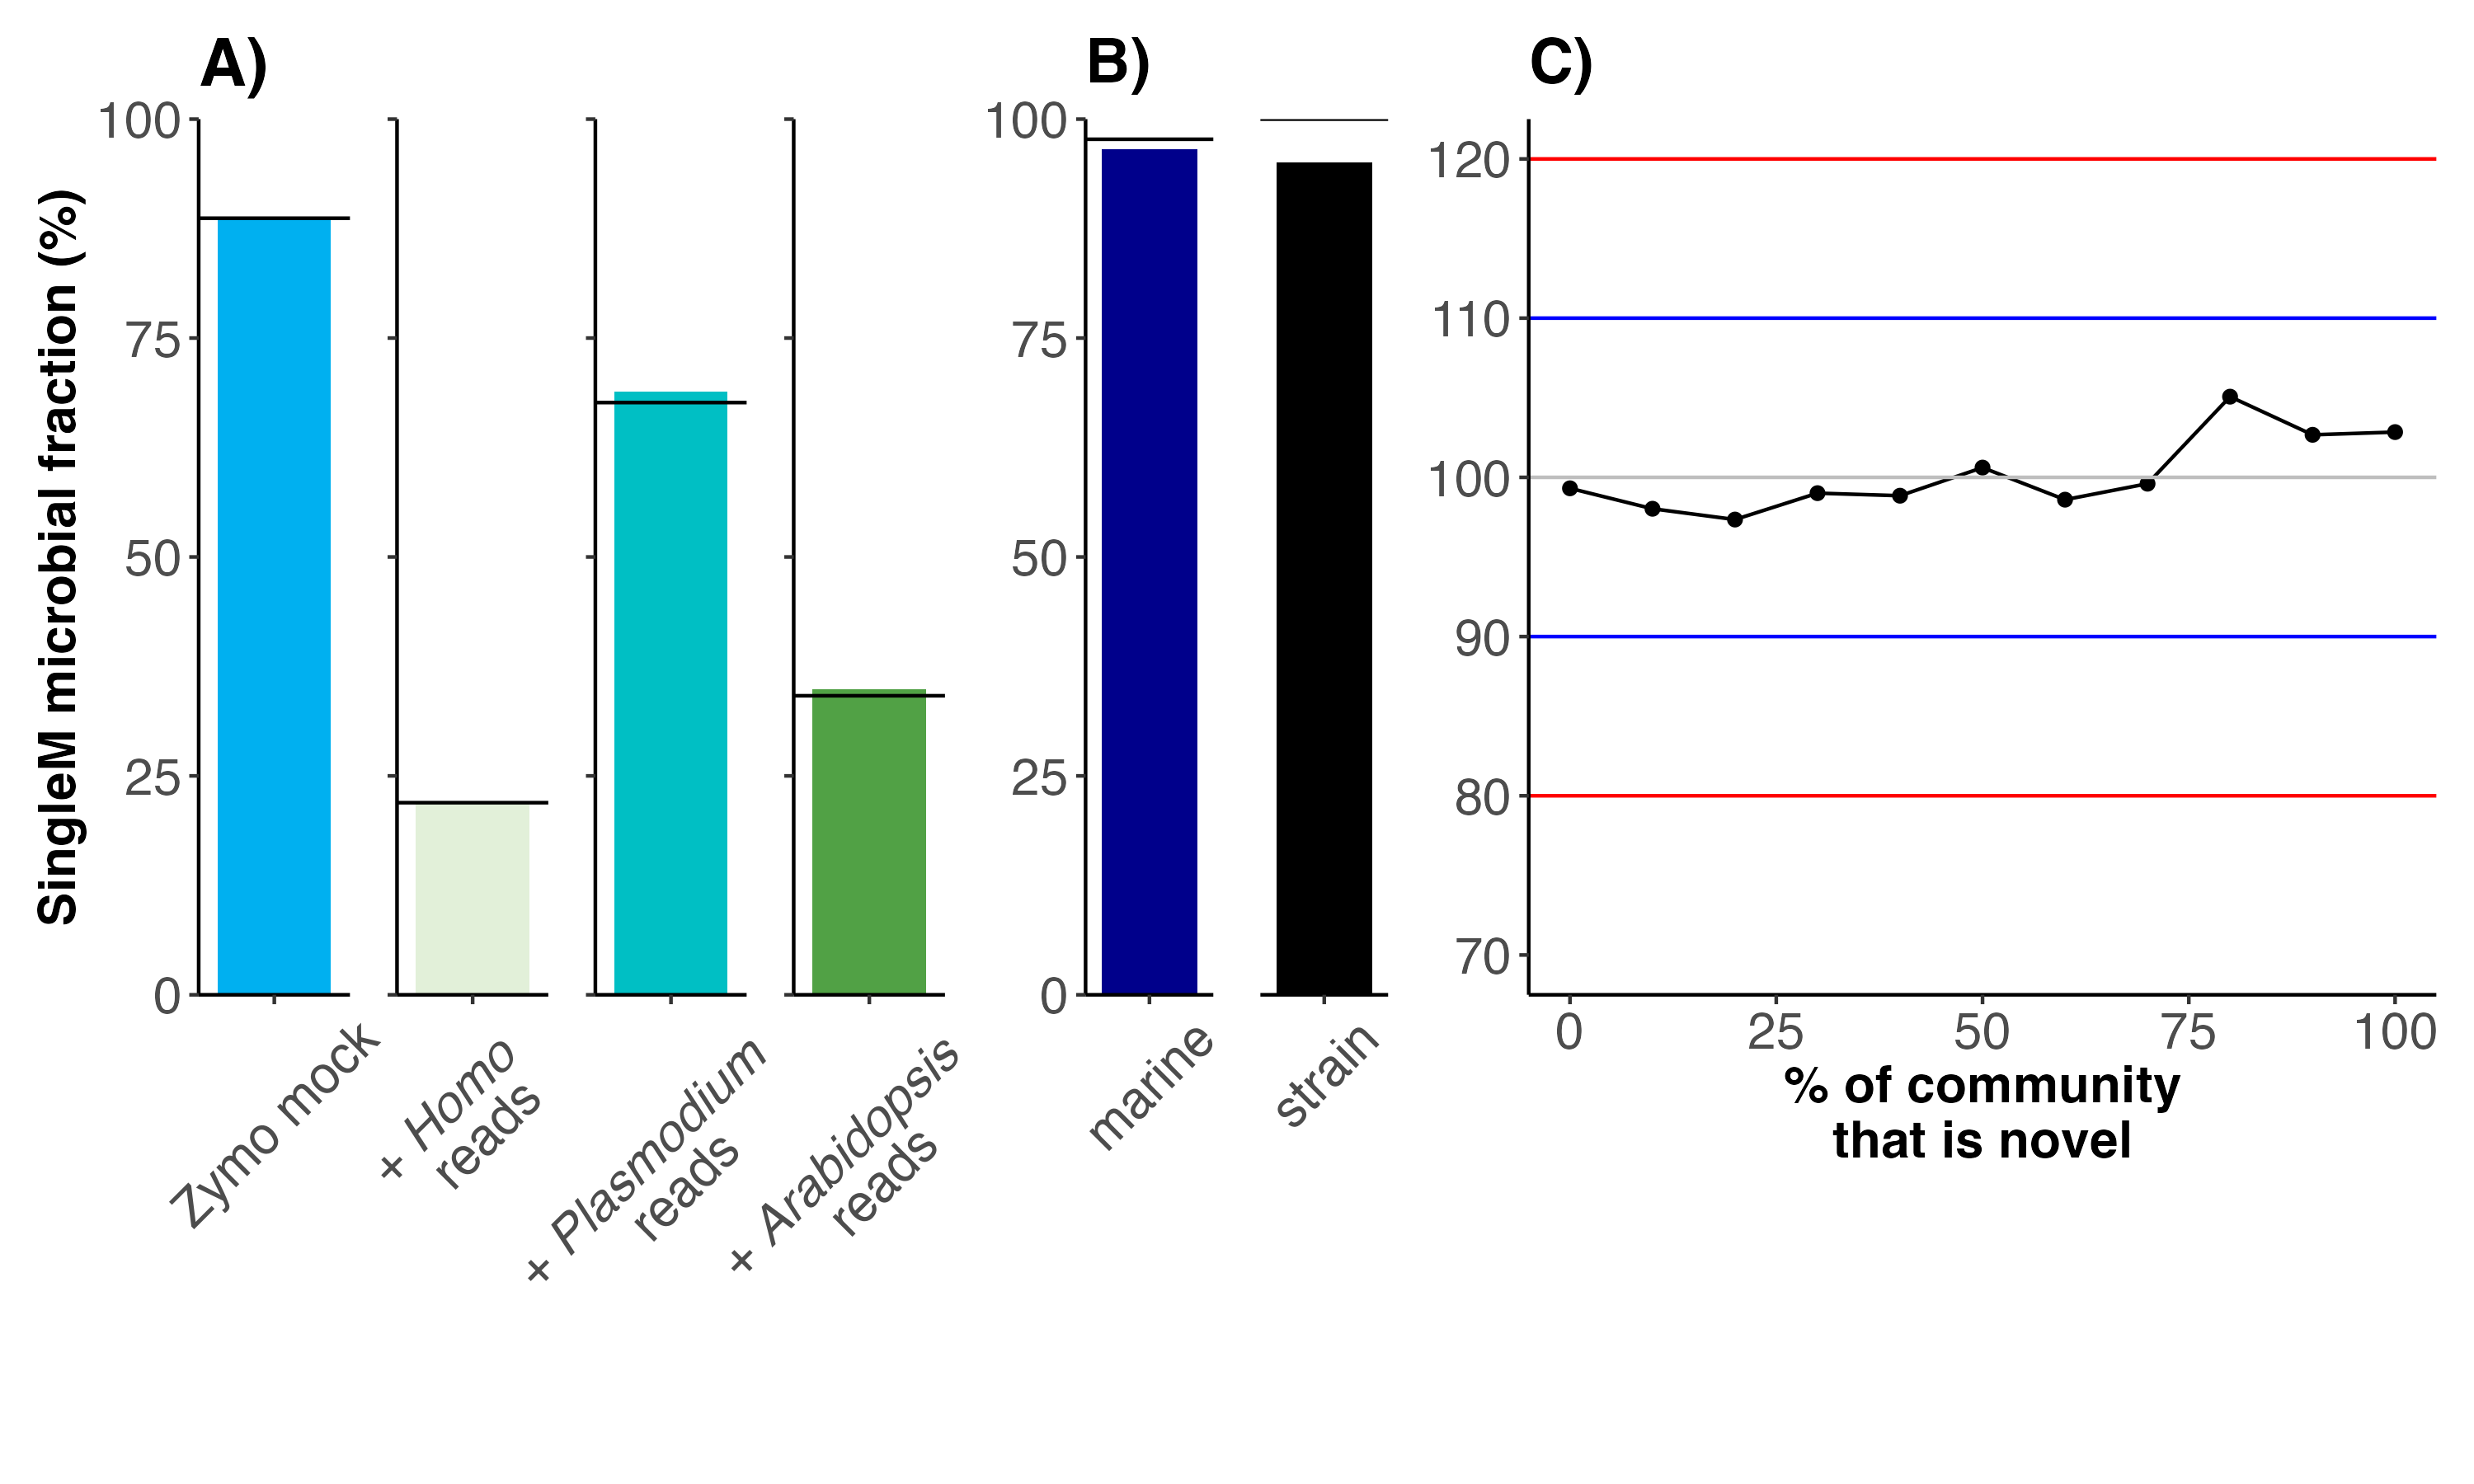 A)
SingleM microbial fraction (%)
100
75
50
25
0
Zymo mock
+ Homo
reads
+ Plasmodium
reads
+ Arabidopsis
reads
B)
100
75
50
25
0
marine
strain
C)
120
110
100
90
80
70
0
25
50
75
100
% of community
that is novel